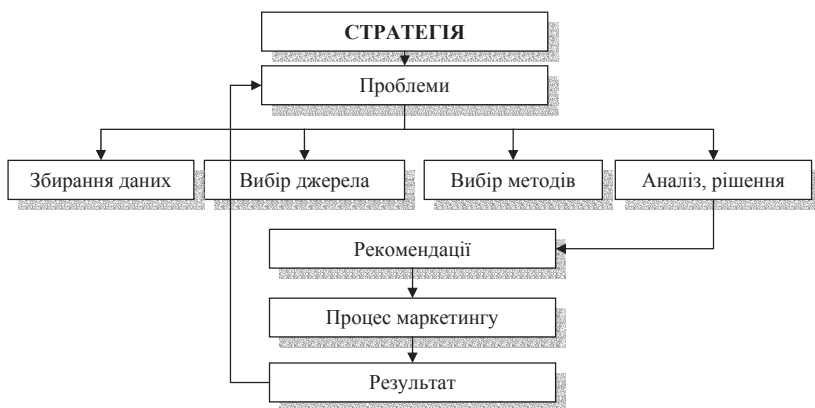 СТРАТЕГІЯ
Проблеми
Збирання даних
Вибір джерела
Вибір методів
Аналіз, рішення
Рекомендації
Процес маркетингу
Результат